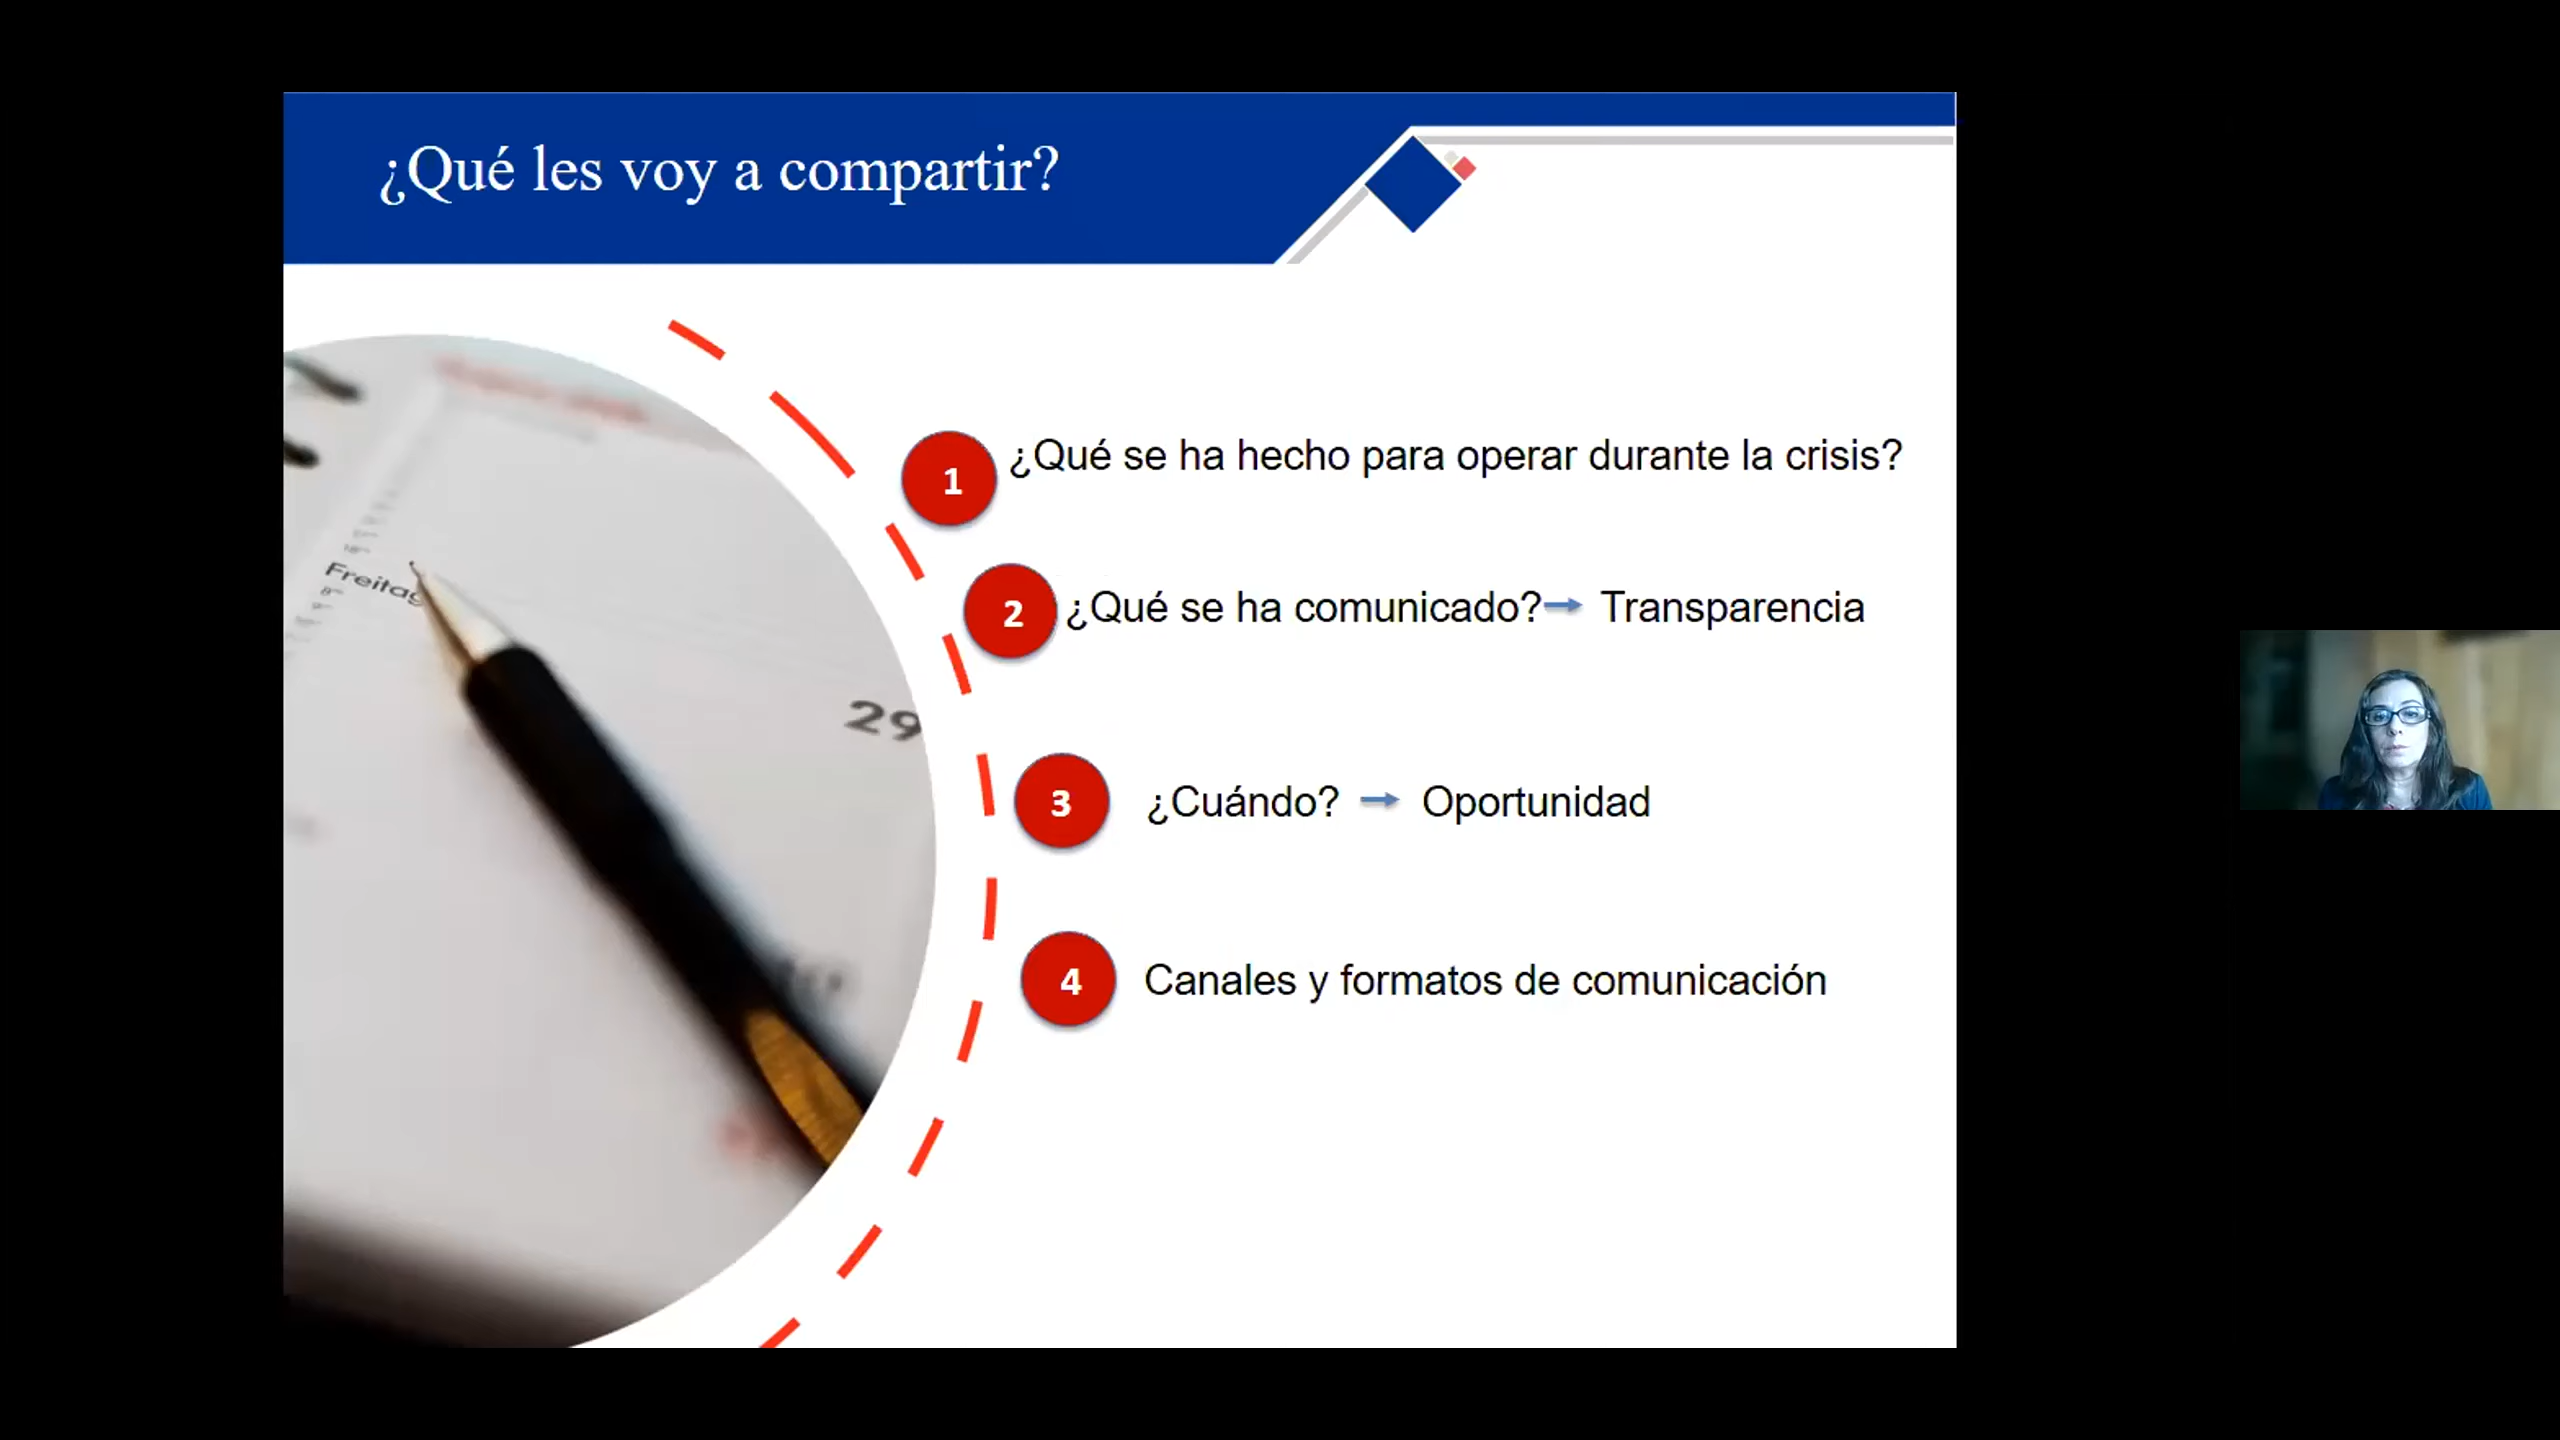 ¿Qué les voy a compartir?
1 ¿Qué se ha hecho para operar durante la crisis?
2 ¿Qué se ha comunicado? → Transparencia
3 ¿Cuándo? → Oportunidad
4 Canales y formatos de comunicación
Freitag
29